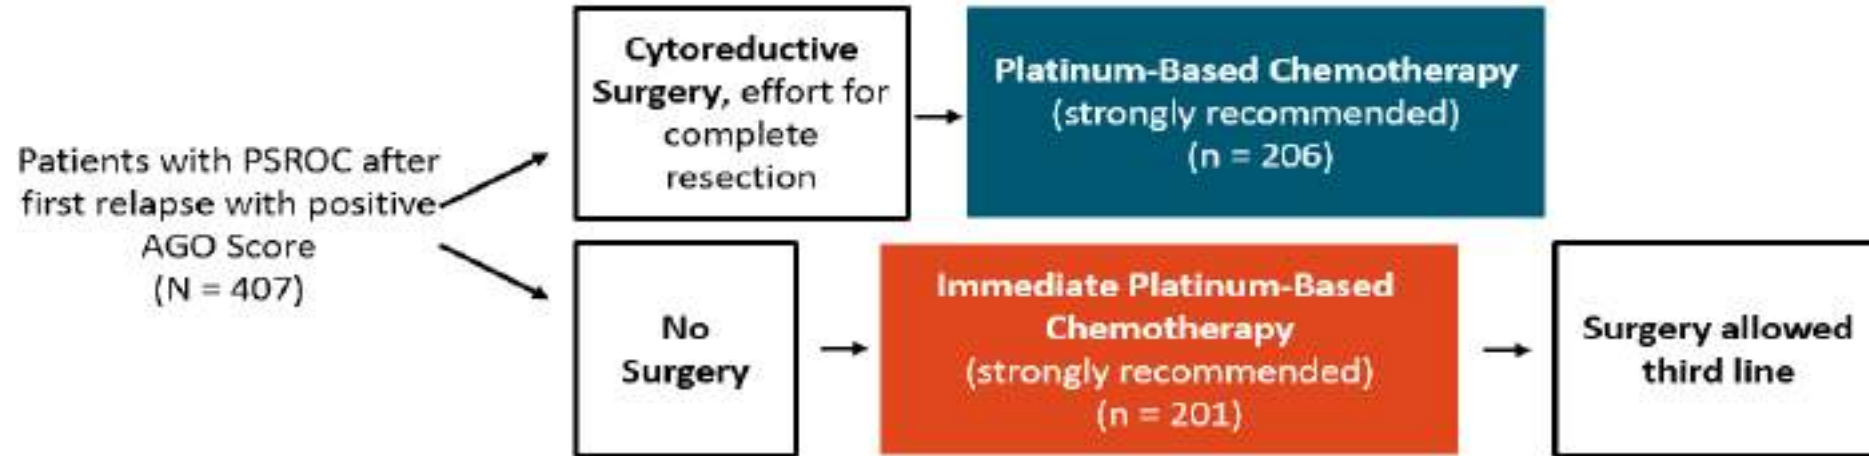 Patients with PSROC after
first relapse with positive
AGO Score
(N = 407)
Cytoreductive
Surgery, effort for
complete
resection
Platinum-Based Chemotherapy
(strongly recommended)
(n = 206)
No
Surgery
Immediate Platinum-Based
Chemotherapy
(strongly recommended)
(n = 201)
Surgery allowed
third line